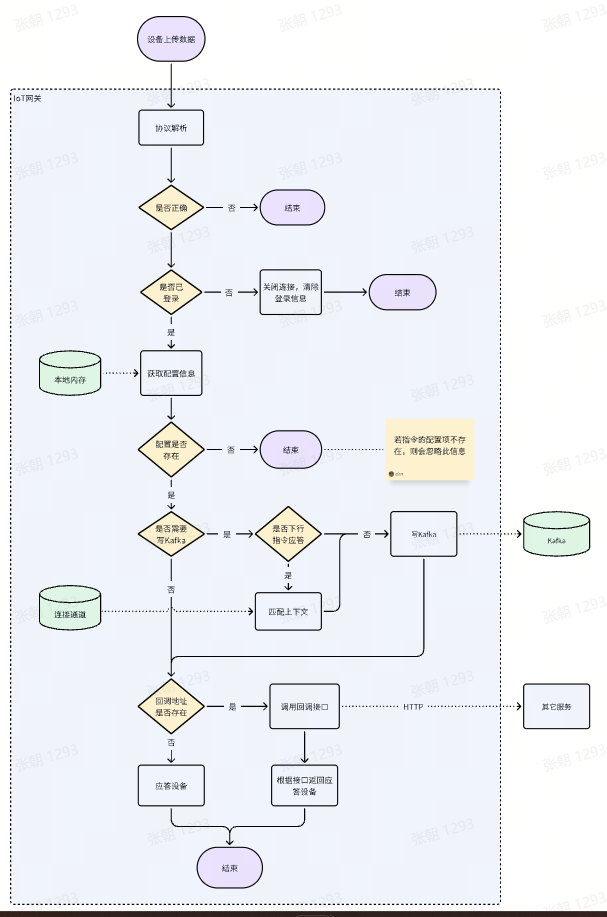 设备上传数据
IoT网关
协议解析
是否正确
否
结束
是否已
登录
否
关闭连接，清除
登录信息
结束
是
本地内存
获取配置信息
配置是否
存在
否
结束
若指令的配置项不存
在，则会忽略此信息
是
是否需要
写Kafka
是
是否下行
指令应答
否
写Kafka
Kafka
是
否
连接通道
匹配上下文
回调地址
是否存在
是
调用回调接口
HTTP
其它服务
否
应答设备
根据接口返回应
答设备
结束
张朝 1293